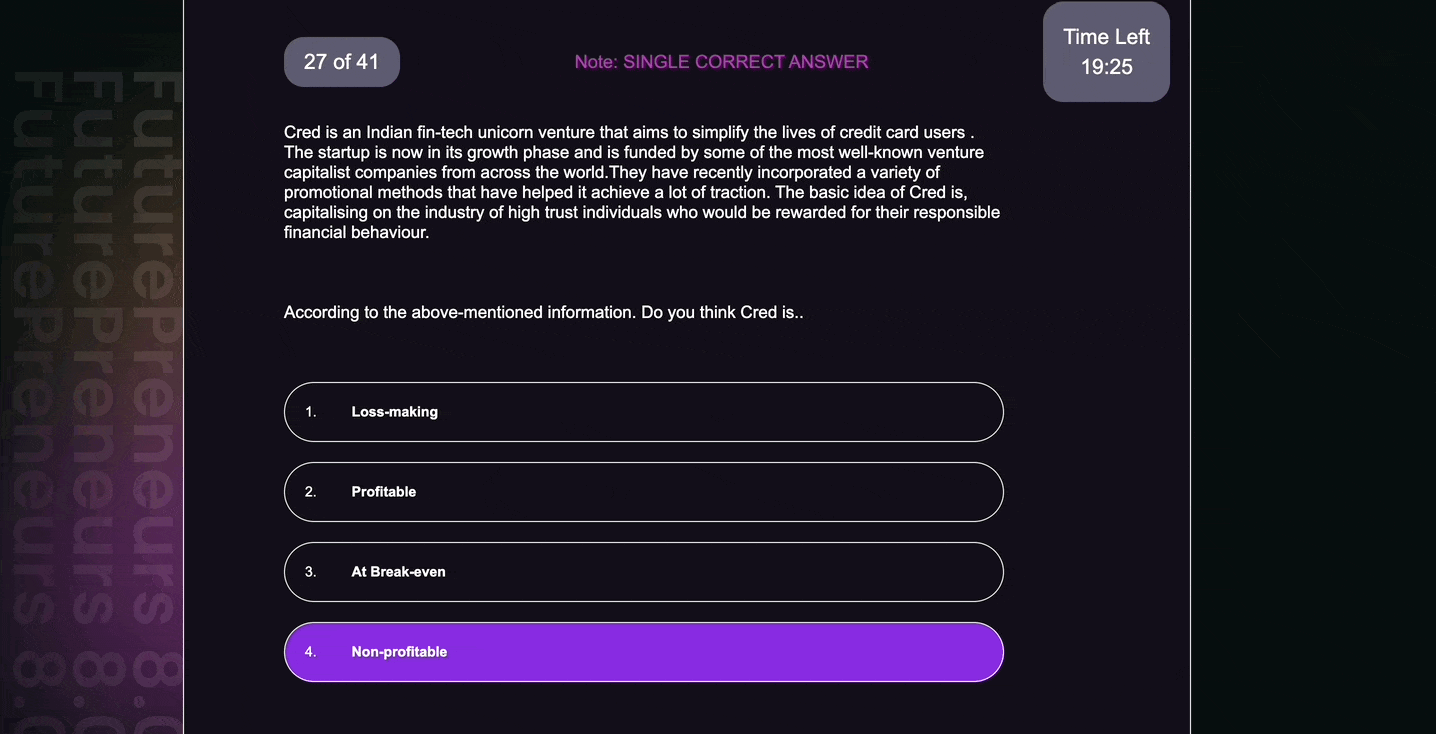 27 of 41
Note: SINGLE CORRECT ANSWER
Time Left
19:25
Cred is an Indian fin-tech unicorn venture that aims to simplify the lives of credit card users .
The startup is now in its growth phase and is funded by some of the most well-known venture
capitalist companies from across the world.They have recently incorporated a variety of
promotional methods that have helped it achieve a lot of traction. The basic idea of Cred is,
capitalising on the industry of high trust individuals who would be rewarded for their responsible
financial behaviour.
According to the above-mentioned information. Do you think Cred is..
1. Loss-making
2. Profitable
3. At Break-even
4. Non-profitable
FuturePreneurs 8.
FuturePreneurs 8.
FuturePreneurs 8.